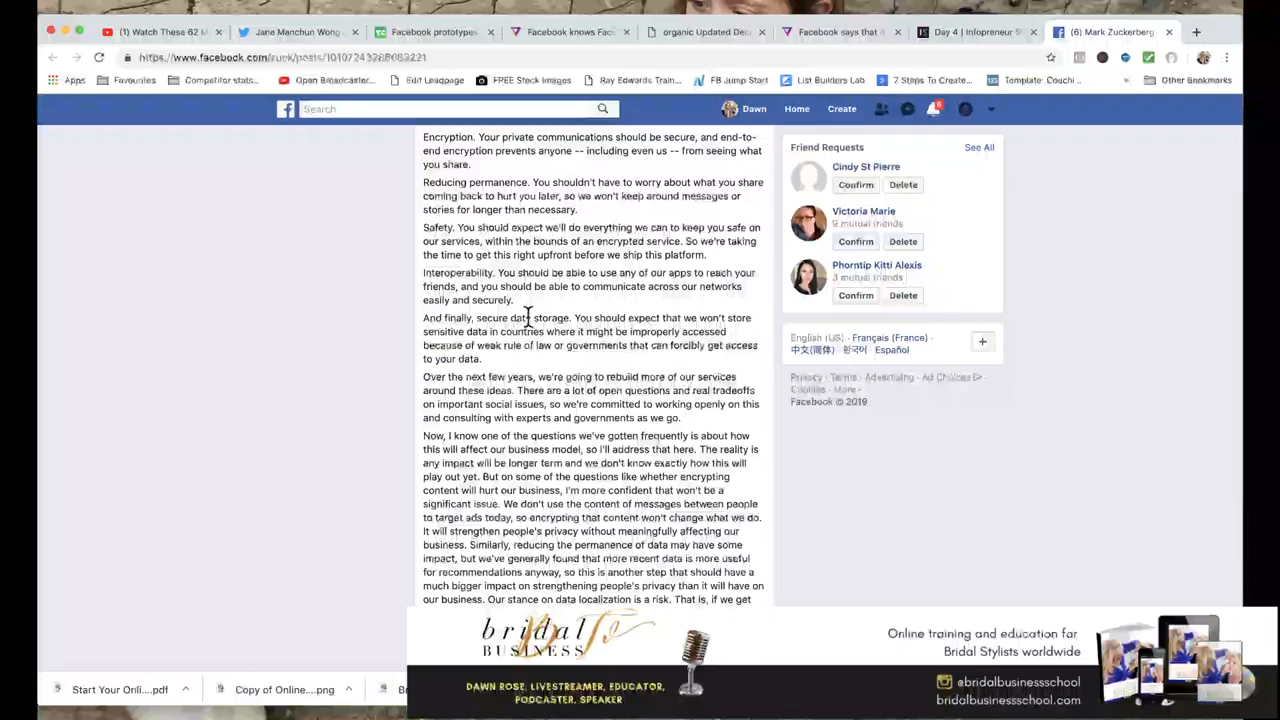 (1) Watch These 62 M
Jane Manchun Wong
Facebook prototypes
Facebook knows Fac
organic Updated De
Facebook says that i
Day 4 | Infopreneur S
(6) Mark Zuckerberg
Apps
Favourites
Competitor stats...
Open Broadcaster...
Edit Leadpage
FREE Stock Images
Ray Edwards Train...
FB Jump Start
List Builders Lab
7 Steps To Create...
Template: Coachi...
Other Bookmarks
Search
Dawn
Home
Create
Encryption. Your private communications should be secure, and end-to-
end encryption prevents anyone -- including even us -- from seeing what
you share.
Reducing permanence. You shouldn't have to worry about what you share
coming back to hurt you later, so we won't keep around messages or
stories for longer than necessary.
Safety. You should expect we'll do everything we can to keep you safe on
our services, within the bounds of an encrypted service. So we're taking
the time to get this right upfront before we ship this platform.
Interoperability. You should be able to use any of our apps to reach your
friends, and you should be able to communicate across our networks
easily and securely.
And finally, secure data storage. You should expect that we won't store
sensitive data in countries where it might be improperly accessed
because of weak rule of law or governments that can forcibly get access
to your data.
Over the next few years, we're going to rebuild more of our services
around these ideas. There are a lot of open questions and real tradeoffs
on important social issues, so we're committed to working openly on this
and consulting with experts and governments as we go.
Now, I know one of the questions we've gotten frequently is about how
this will affect our business model, so I'll address that here. The reality is
any impact will be longer term and we don't know exactly how this will
play out yet. But on some of the questions like whether encrypting
content will hurt our business, I'm more confident that won't be a
significant issue. We don't use the content of messages between people
to target ads today, so encrypting that content won't change what we do.
It will strengthen people's privacy without meaningfully affecting our
business. Similarly, reducing the permanence of data may have some
impact, but we've generally found that more recent data is more useful
for recommendations anyway, so this is another step that should have a
much bigger impact on strengthening people's privacy than it will have on
our business. Our stance on data localization is a risk. That is, if we get
Friend Requests
See All
Cindy St Pierre
Confirm Delete
Victoria Marie
9 mutual friends
Confirm Delete
Phorntip Kitti Alexis
3 mutual friends
Confirm Delete
English (US) · Français (France) ·
中文(简体) · 한국어 · Español
Privacy · Terms · Advertising · Ad Choices ·
Cookies · More ·
Facebook © 2019
Start Your Onli....pdf
Copy of Online....png
bridal
BUSINESS
DAWN ROSE, LIVESTREAMER, EDUCATOR,
PODCASTER, SPEAKER
Online training and education for
Bridal Stylists worldwide
@bridalbusinessschool
bridalbusinesschool.com